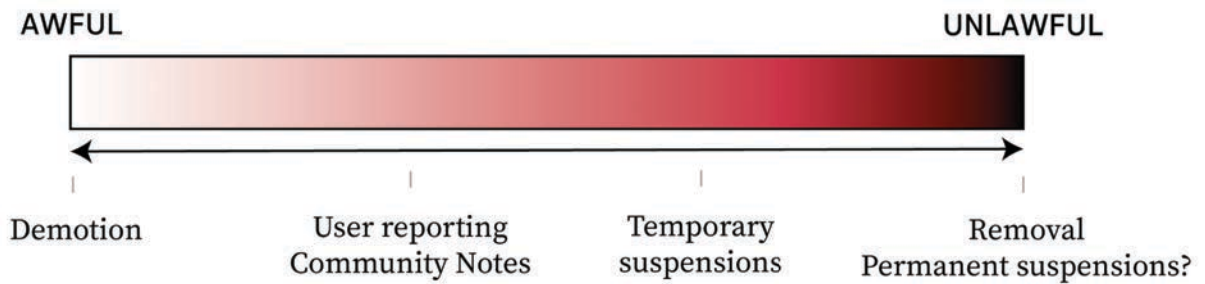 AWFUL
UNLAWFUL
Demotion
User reporting
Community Notes
Temporary
suspensions
Removal
Permanent suspensions?